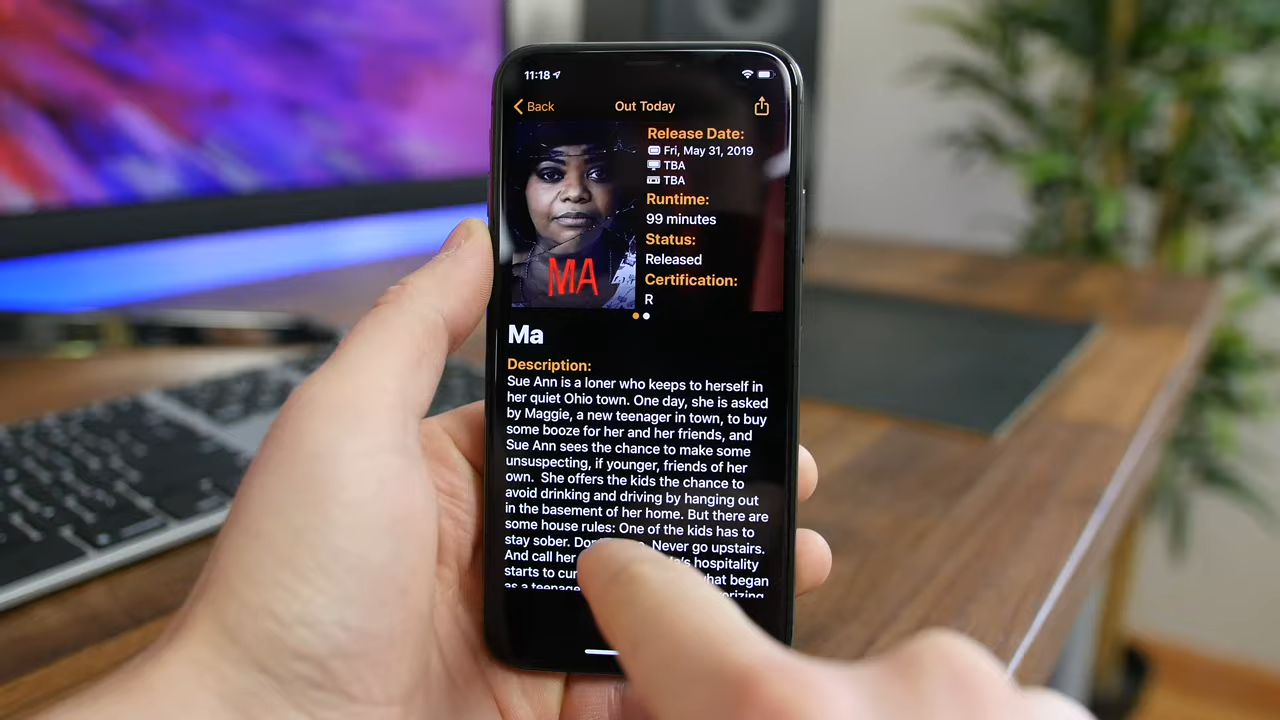 11:18
Back
Out Today
Release Date:
Fri, May 31, 2019
TBA
TBA
Runtime:
99 minutes
Status:
Released
Certification:
R
MA
Ma
Description:
Sue Ann is a loner who keeps to herself in
her quiet Ohio town. One day, she is asked
by Maggie, a new teenager in town, to buy
some booze for her and her friends, and
Sue Ann sees the chance to make some
unsuspecting, if younger, friends of her
own. She offers the kids the chance to
avoid drinking and driving by hanging out
in the basement of her home. But there are
some house rules: One of the kids has to
stay sober. Never go upstairs.
And call her hospitality
starts to what began
as a